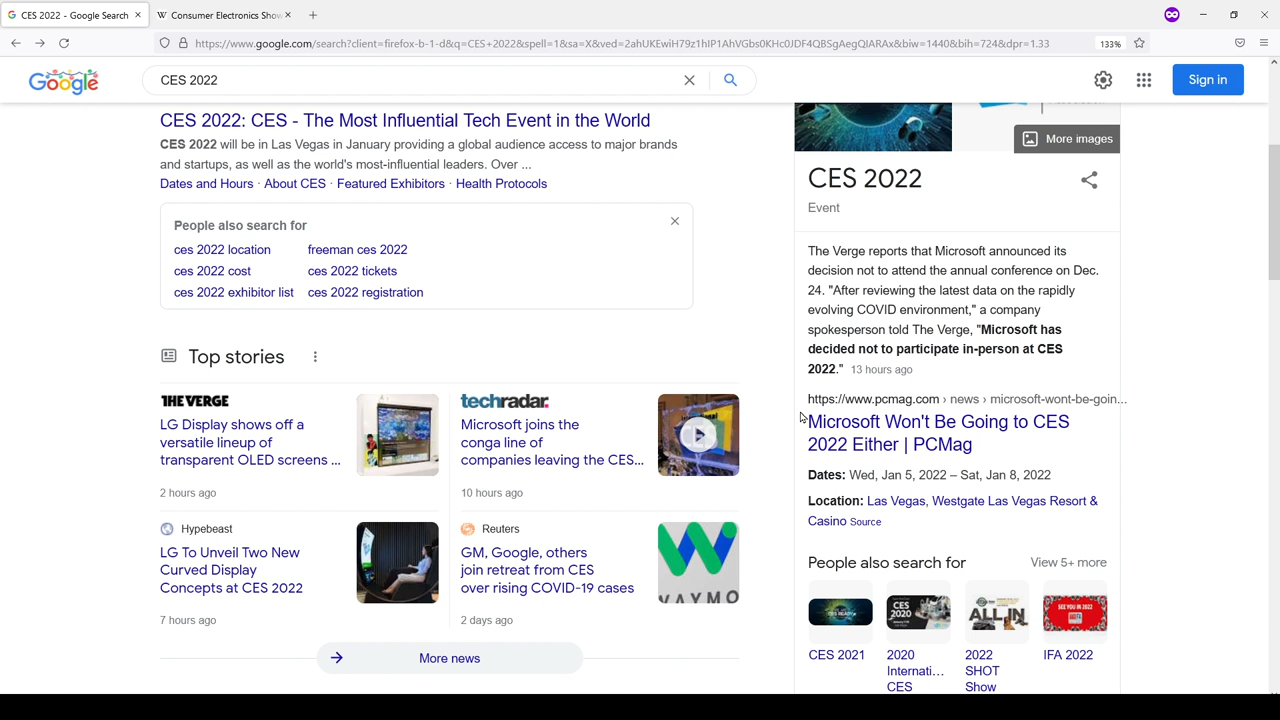 CES 2022 - Google Search
Consumer Electronics Show
https://www.google.com/search?client=firefox-b-1-d&q=CES+2022&spell=1&sa=X&ved=2ahUKEwiH79z1hIP1AhVGbs0KHc0JDF4QBSgAegQIARAx&biw=1440&bih=724&dpr=1.33
133%
Google
CES 2022
Sign in
CES 2022: CES - The Most Influential Tech Event in the World
CES 2022 will be in Las Vegas in January providing a global audience access to major brands
and startups, as well as the world's most-influential leaders. Over ...
Dates and Hours · About CES · Featured Exhibitors · Health Protocols
People also search for
ces 2022 location
freeman ces 2022
ces 2022 cost
ces 2022 tickets
ces 2022 exhibitor list
ces 2022 registration
Top stories
THE VERGE
LG Display shows off a
versatile lineup of
transparent OLED screens ...
2 hours ago
techradar.
Microsoft joins the
conga line of
companies leaving the CES...
10 hours ago
Hypebeast
LG To Unveil Two New
Curved Display
Concepts at CES 2022
7 hours ago
Reuters
GM, Google, others
join retreat from CES
over rising COVID-19 cases
2 days ago
WAYMO
More news
More images
CES 2022
Event
The Verge reports that Microsoft announced its
decision not to attend the annual conference on Dec.
24. "After reviewing the latest data on the rapidly
evolving COVID environment," a company
spokesperson told The Verge, "Microsoft has
decided not to participate in-person at CES
2022." 13 hours ago
https://www.pcmag.com › news › microsoft-wont-be-goin...
Microsoft Won't Be Going to CES
2022 Either | PCMag
Dates: Wed, Jan 5, 2022 – Sat, Jan 8, 2022
Location: Las Vegas, Westgate Las Vegas Resort &
Casino Source
People also search for
View 5+ more
CES READY
CES
2020
ALL IN
SEE YOU IN 2022
CES 2021
2020
Internati...
CES
2022
SHOT
Show
IFA 2022